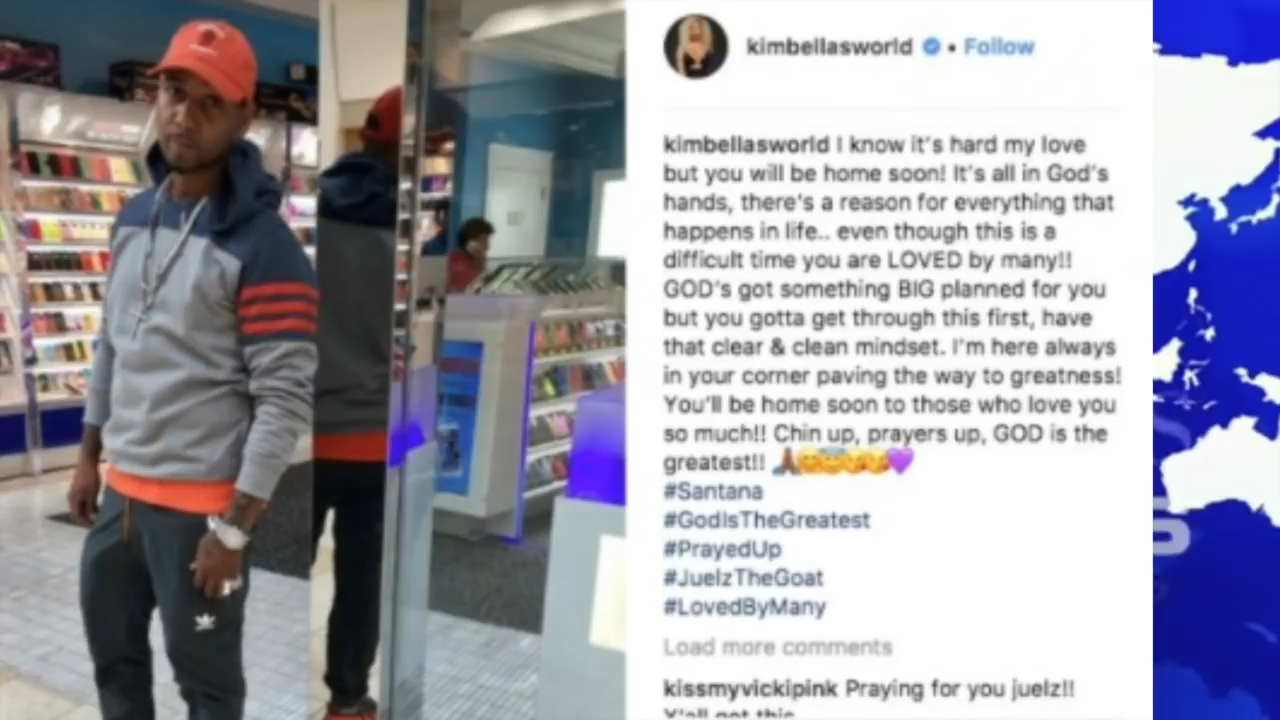 kimbellasworld • Follow
kimbellasworld I know it's hard my love
but you will be home soon! It's all in God's
hands, there's a reason for everything that
happens in life.. even though this is a
difficult time you are LOVED by many!!
GOD's got something BIG planned for you
but you gotta get through this first, have
that clear & clean mindset. I'm here always
in your corner paving the way to greatness!
You'll be home soon to those who love you
so much!! Chin up, prayers up, GOD is the
greatest!!
#Santana
#GodIsTheGreatest
#PrayedUp
#JuelzTheGoat
#LovedByMany
Load more comments
kissmyvickipink Praying for you juelz!!
Y'all got this